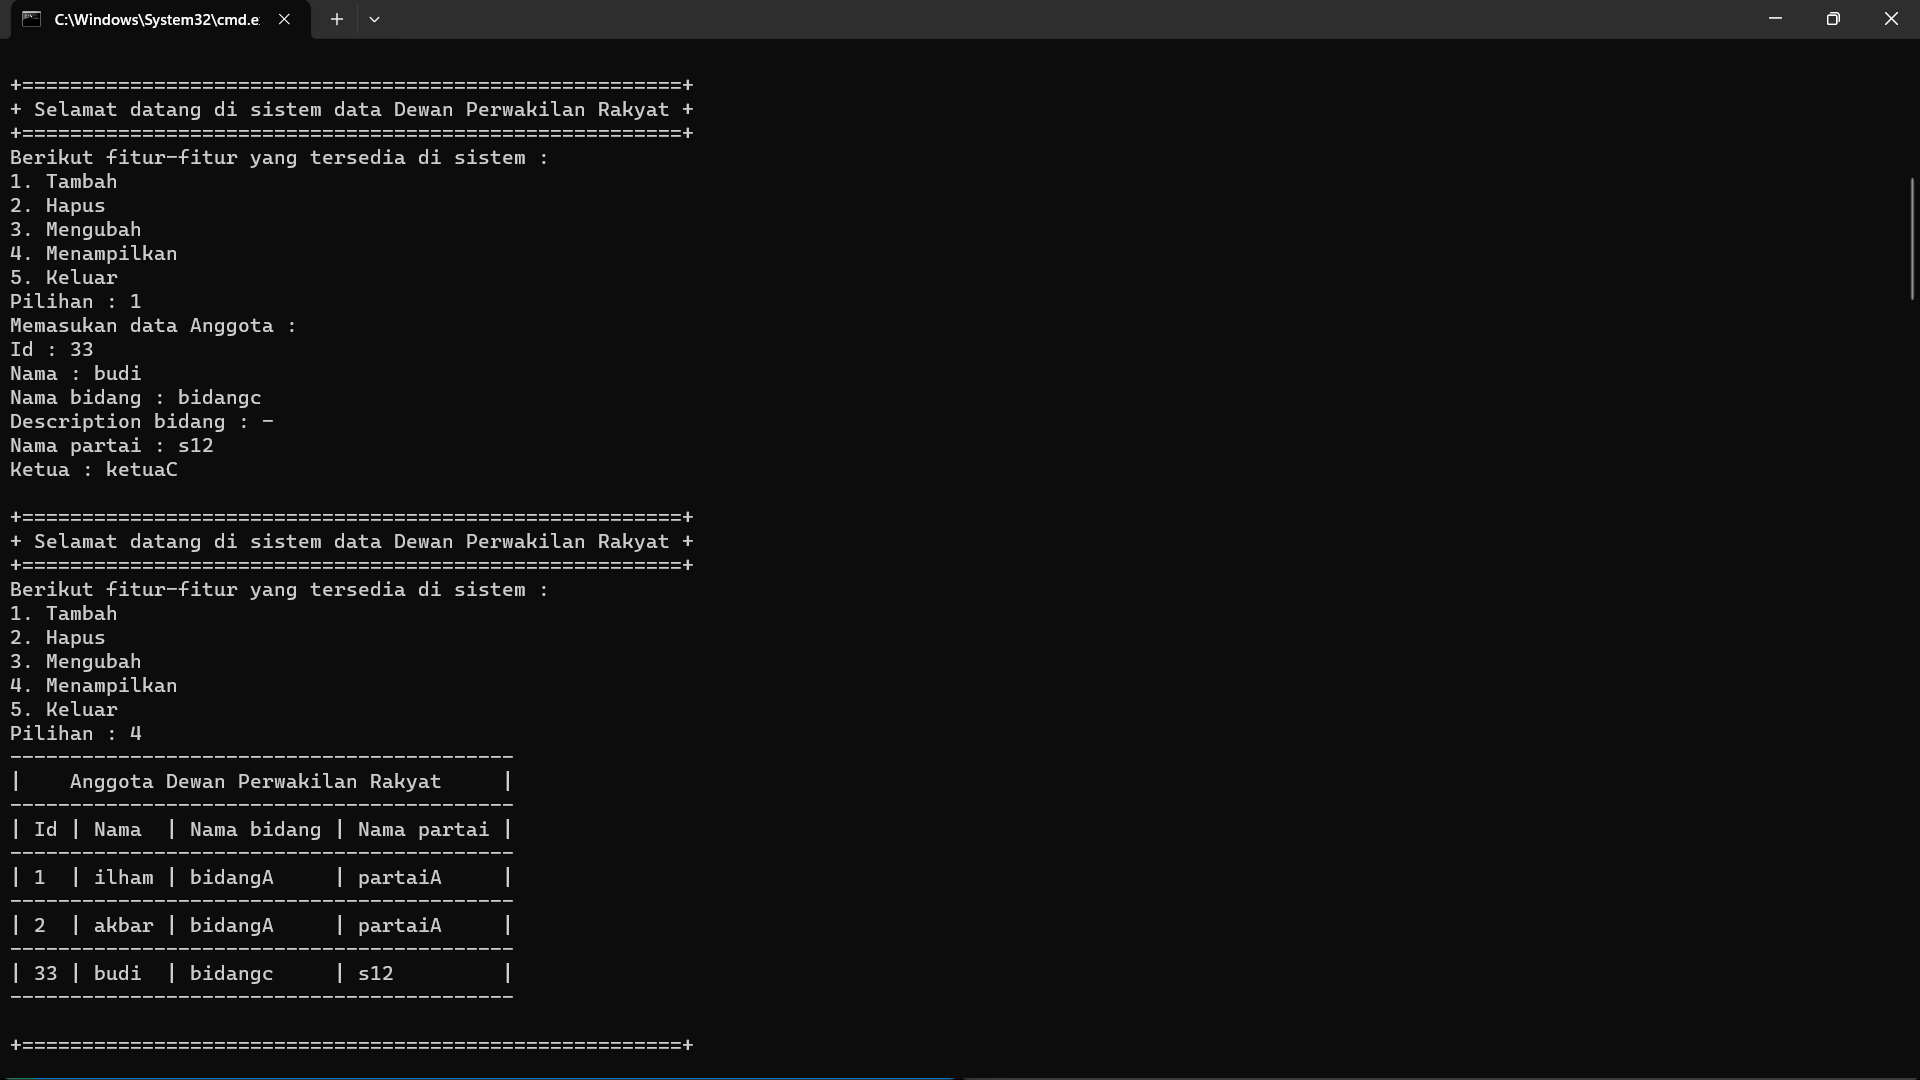 C:\Windows\System32\cmd.e
+=======================================================+
+ Selamat datang di sistem data Dewan Perwakilan Rakyat +
+=======================================================+
Berikut fitur-fitur yang tersedia di sistem :
1. Tambah
2. Hapus
3. Mengubah
4. Menampilkan
5. Keluar
Pilihan : 1
Memasukan data Anggota :
Id : 33
Nama : budi
Nama bidang : bidangc
Description bidang : -
Nama partai : s12
Ketua : ketuaC
+=======================================================+
+ Selamat datang di sistem data Dewan Perwakilan Rakyat +
+=======================================================+
Berikut fitur-fitur yang tersedia di sistem :
1. Tambah
2. Hapus
3. Mengubah
4. Menampilkan
5. Keluar
Pilihan : 4
------------------------------------------
|    Anggota Dewan Perwakilan Rakyat     |
------------------------------------------
| Id | Nama  | Nama bidang | Nama partai |
------------------------------------------
| 1  | ilham | bidangA     | partaiA     |
------------------------------------------
| 2  | akbar | bidangA     | partaiA     |
------------------------------------------
| 33 | budi  | bidangc     | s12         |
------------------------------------------
+=======================================================+